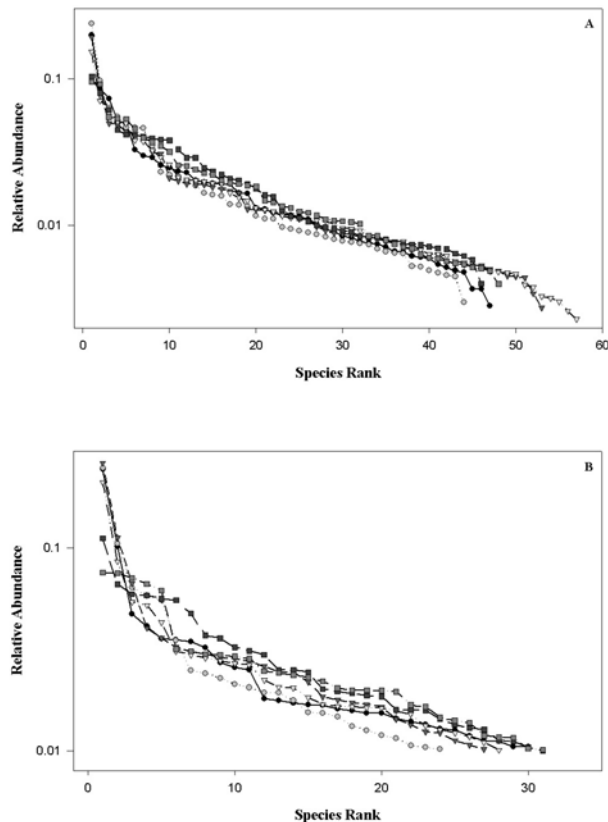 A
Relative Abundance
0.1
0.01
0 10 20 30 40 50 60
Species Rank
B
Relative Abundance
0.1
0.01
0 10 20 30
Species Rank